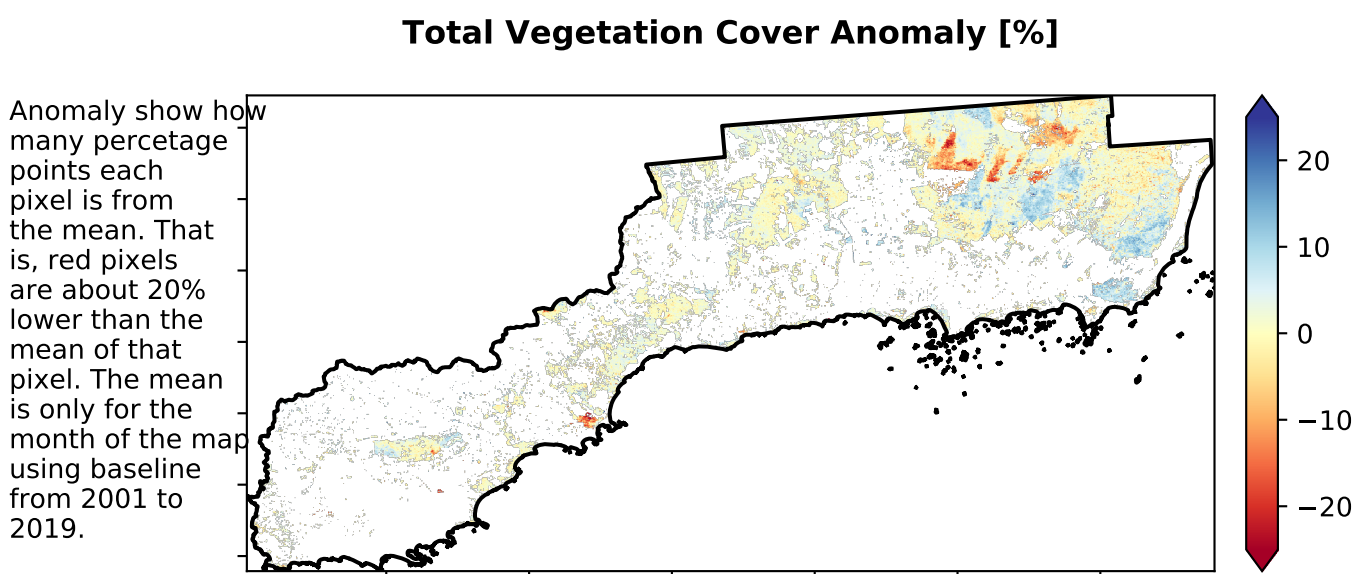 Total Vegetation Cover Anomaly [%]
Anomaly show how
many percetage
points each
pixel is from
the mean. That
is, red pixels
are about 20%
lower than the
mean of that
pixel. The mean
is only for the
month of the map
using baseline
from 2001 to
2019.
20
10
0
−10
−20